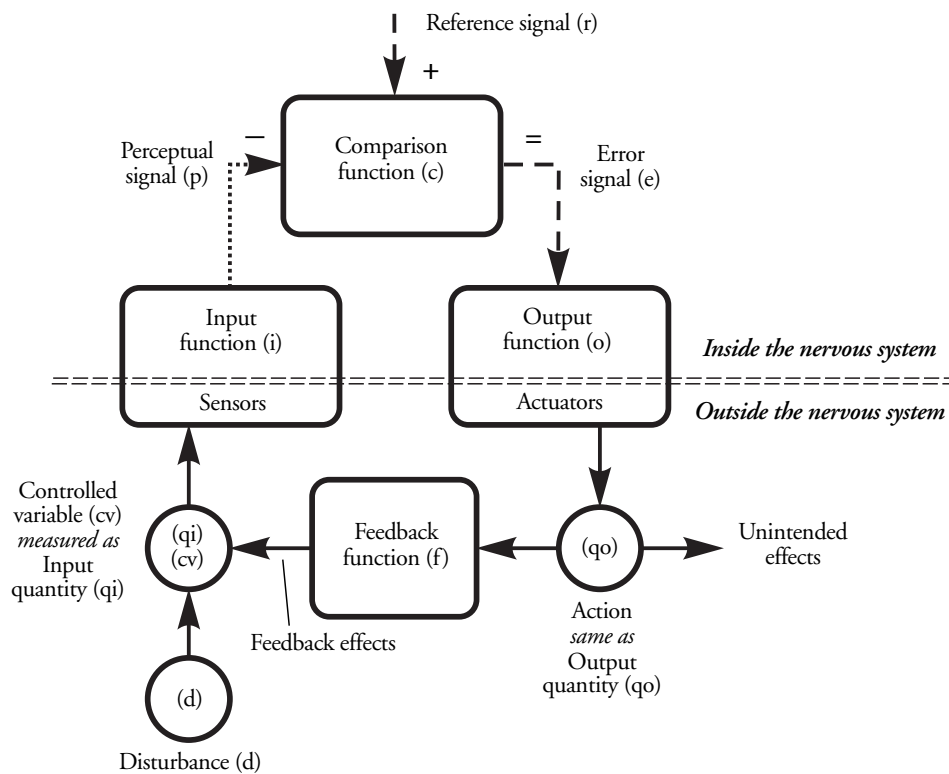 Reference signal (r)
+
−
=
Comparison
function (c)
Perceptual
signal (p)
Error
signal (e)
Input
function (i)
Output
function (o)
Inside the nervous system
Sensors
Actuators
Outside the nervous system
Controlled
variable (cv)
measured as
Input
quantity (qi)
(qi)
(cv)
Feedback
function (f)
(qo)
Unintended
effects
Feedback effects
Action
same as
Output
quantity (qo)
(d)
Disturbance (d)